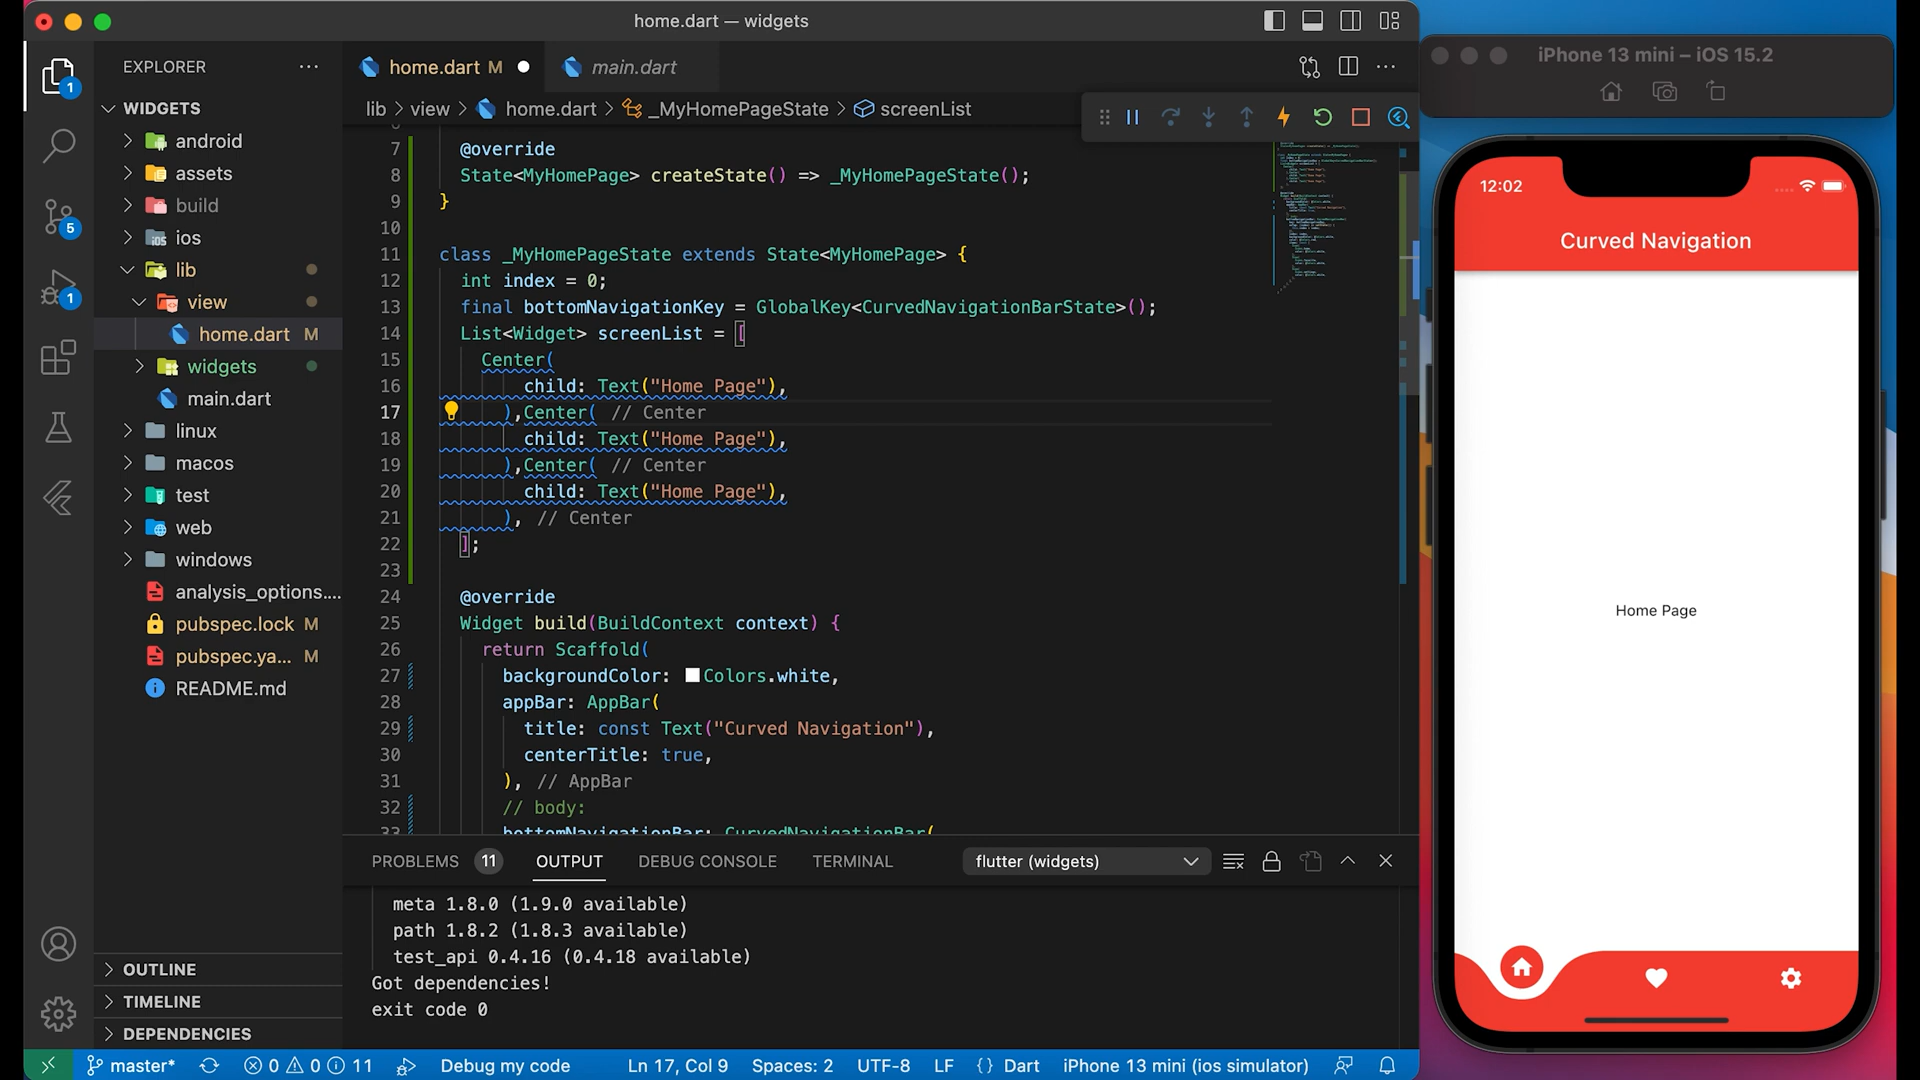 home.dart — widgets
EXPLORER
1
WIDGETS
android
assets
build
ios
lib
view
home.dart M
widgets
main.dart
linux
macos
test
web
windows
analysis_options....
pubspec.lock M
pubspec.ya... M
README.md
5
1
OUTLINE
TIMELINE
DEPENDENCIES
home.dart M
main.dart
lib > view > home.dart > _MyHomePageState > screenList
7 @override
8 State<MyHomePage> createState() => _MyHomePageState();
9 }
10
11 class _MyHomePageState extends State<MyHomePage> {
12 int index = 0;
13 final bottomNavigationKey = GlobalKey<CurvedNavigationBarState>();
14 List<Widget> screenList = [
15 Center(
16 child: Text("Home Page"),
17 ),Center( // Center
18 child: Text("Home Page"),
19 ),Center( // Center
20 child: Text("Home Page"),
21 ), // Center
22 ];
23
24 @override
25 Widget build(BuildContext context) {
26 return Scaffold(
27 backgroundColor: Colors.white,
28 appBar: AppBar(
29 title: const Text("Curved Navigation"),
30 centerTitle: true,
31 ), // AppBar
32 // body:
33 bottomNavigationBar: CurvedNavigationBar(
PROBLEMS 11 OUTPUT DEBUG CONSOLE TERMINAL flutter (widgets)
meta 1.8.0 (1.9.0 available)
path 1.8.2 (1.8.3 available)
test_api 0.4.16 (0.4.18 available)
Got dependencies!
exit code 0
master* 0 0 11 Debug my code Ln 17, Col 9 Spaces: 2 UTF-8 LF {} Dart iPhone 13 mini (ios simulator)
iPhone 13 mini – iOS 15.2
12:02
Curved Navigation
Home Page